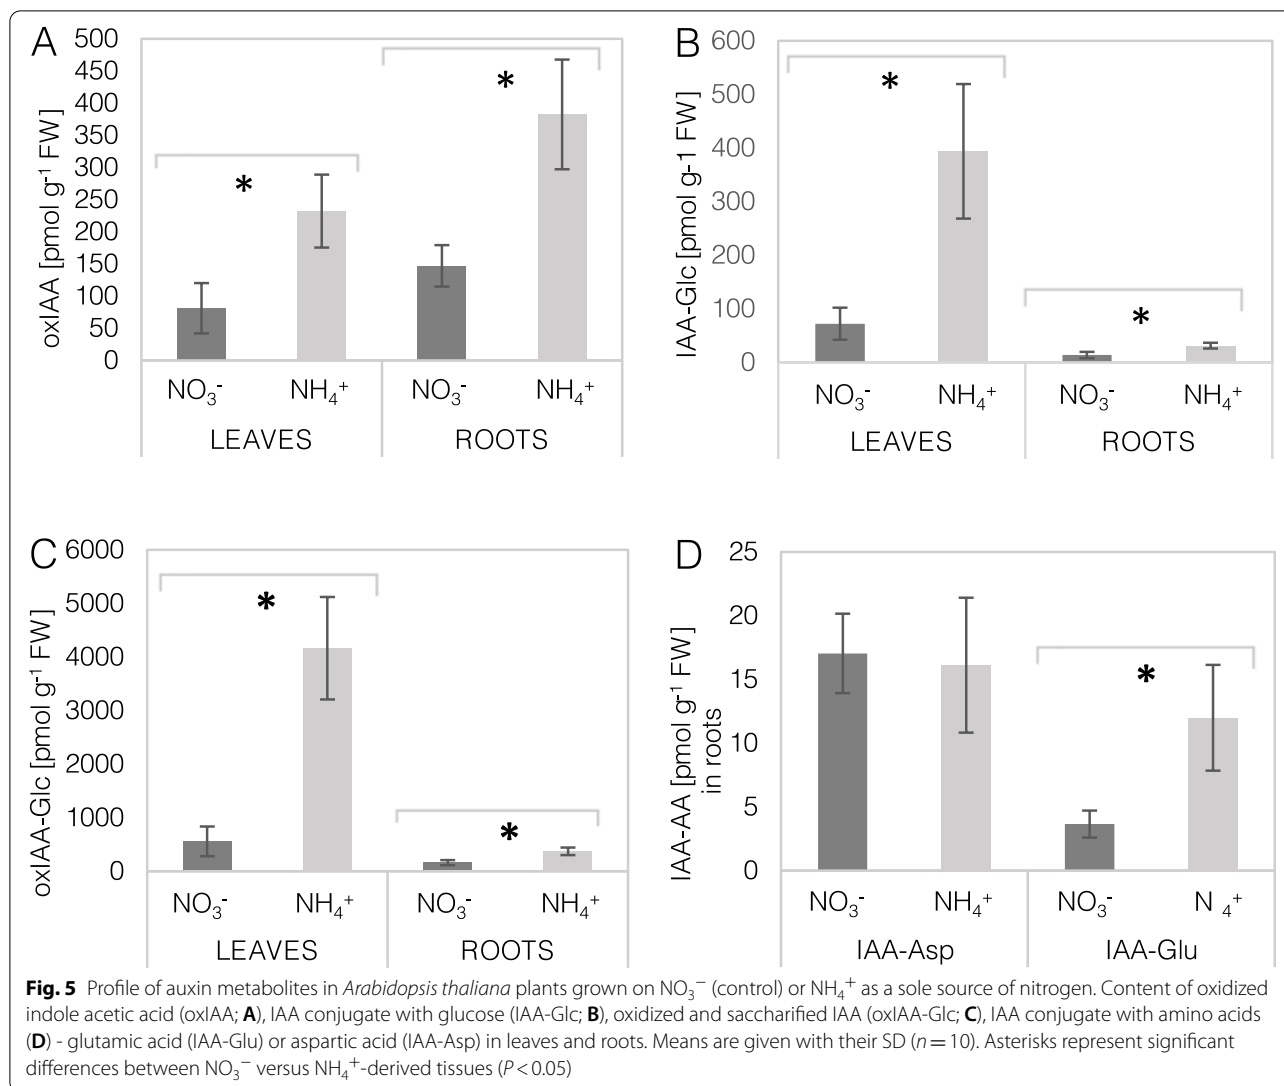 A
oxIAA [pmol g⁻¹ FW]
500
450
400
350
300
250
200
150
100
50
0
*
*
NO₃⁻ NH₄⁺ NO₃⁻ NH₄⁺
LEAVES ROOTS
B
IAA-Glc [pmol g-1 FW]
600
500
400
300
200
100
0
*
*
NO₃⁻ NH₄⁺ NO₃⁻ NH₄⁺
LEAVES ROOTS
C
oxIAA-Glc [pmol g⁻¹ FW]
6000
5000
4000
3000
2000
1000
0
*
*
NO₃⁻ NH₄⁺ NO₃⁻ NH₄⁺
LEAVES ROOTS
D
IAA-AA [pmol g⁻¹ FW]
in roots
25
20
15
10
5
0
*
NO₃⁻ NH₄⁺ NO₃⁻ N ₄⁺
IAA-Asp IAA-Glu
Fig. 5 Profile of auxin metabolites in Arabidopsis thaliana plants grown on NO₃⁻ (control) or NH₄⁺ as a sole source of nitrogen. Content of oxidized
indole acetic acid (oxIAA; A), IAA conjugate with glucose (IAA-Glc; B), oxidized and saccharified IAA (oxIAA-Glc; C), IAA conjugate with amino acids
(D) - glutamic acid (IAA-Glu) or aspartic acid (IAA-Asp) in leaves and roots. Means are given with their SD (n = 10). Asterisks represent significant
differences between NO₃⁻ versus NH₄⁺-derived tissues (P < 0.05)